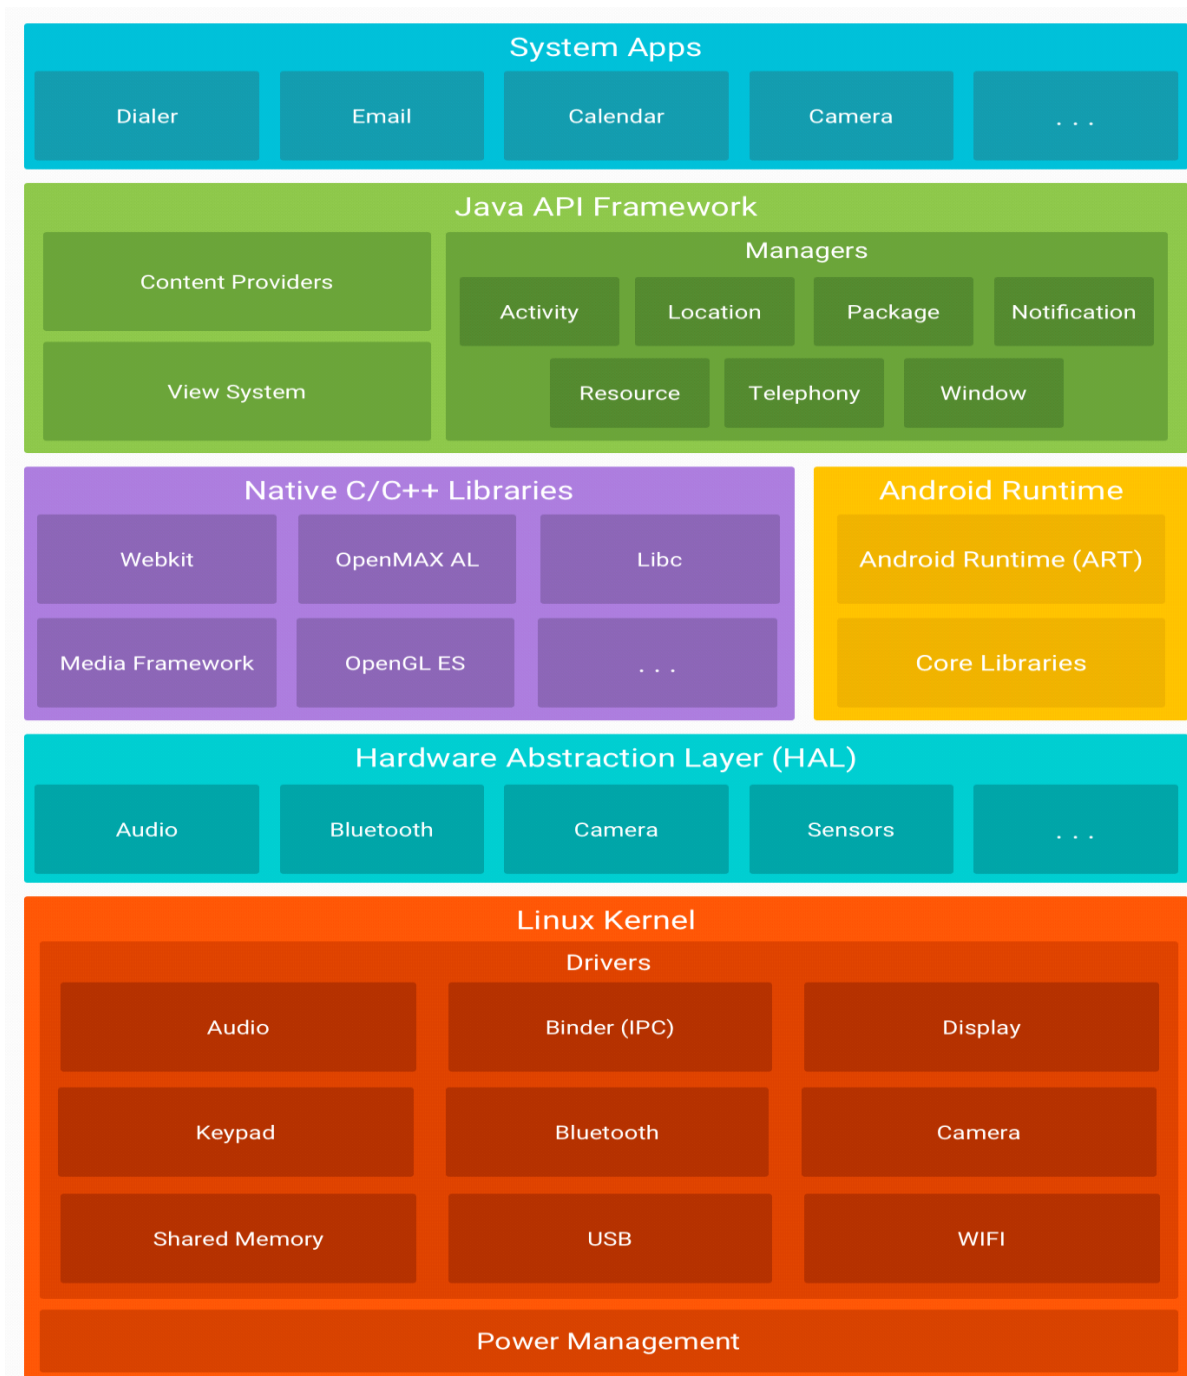 System Apps
Dialer
Email
Calendar
Camera
. . .
Java API Framework
Content Providers
View System
Managers
Activity
Location
Package
Notification
Resource
Telephony
Window
Native C/C++ Libraries
Webkit
OpenMAX AL
Libc
Media Framework
OpenGL ES
. . .
Android Runtime
Android Runtime (ART)
Core Libraries
Hardware Abstraction Layer (HAL)
Audio
Bluetooth
Camera
Sensors
. . .
Linux Kernel
Drivers
Audio
Binder (IPC)
Display
Keypad
Bluetooth
Camera
Shared Memory
USB
WIFI
Power Management